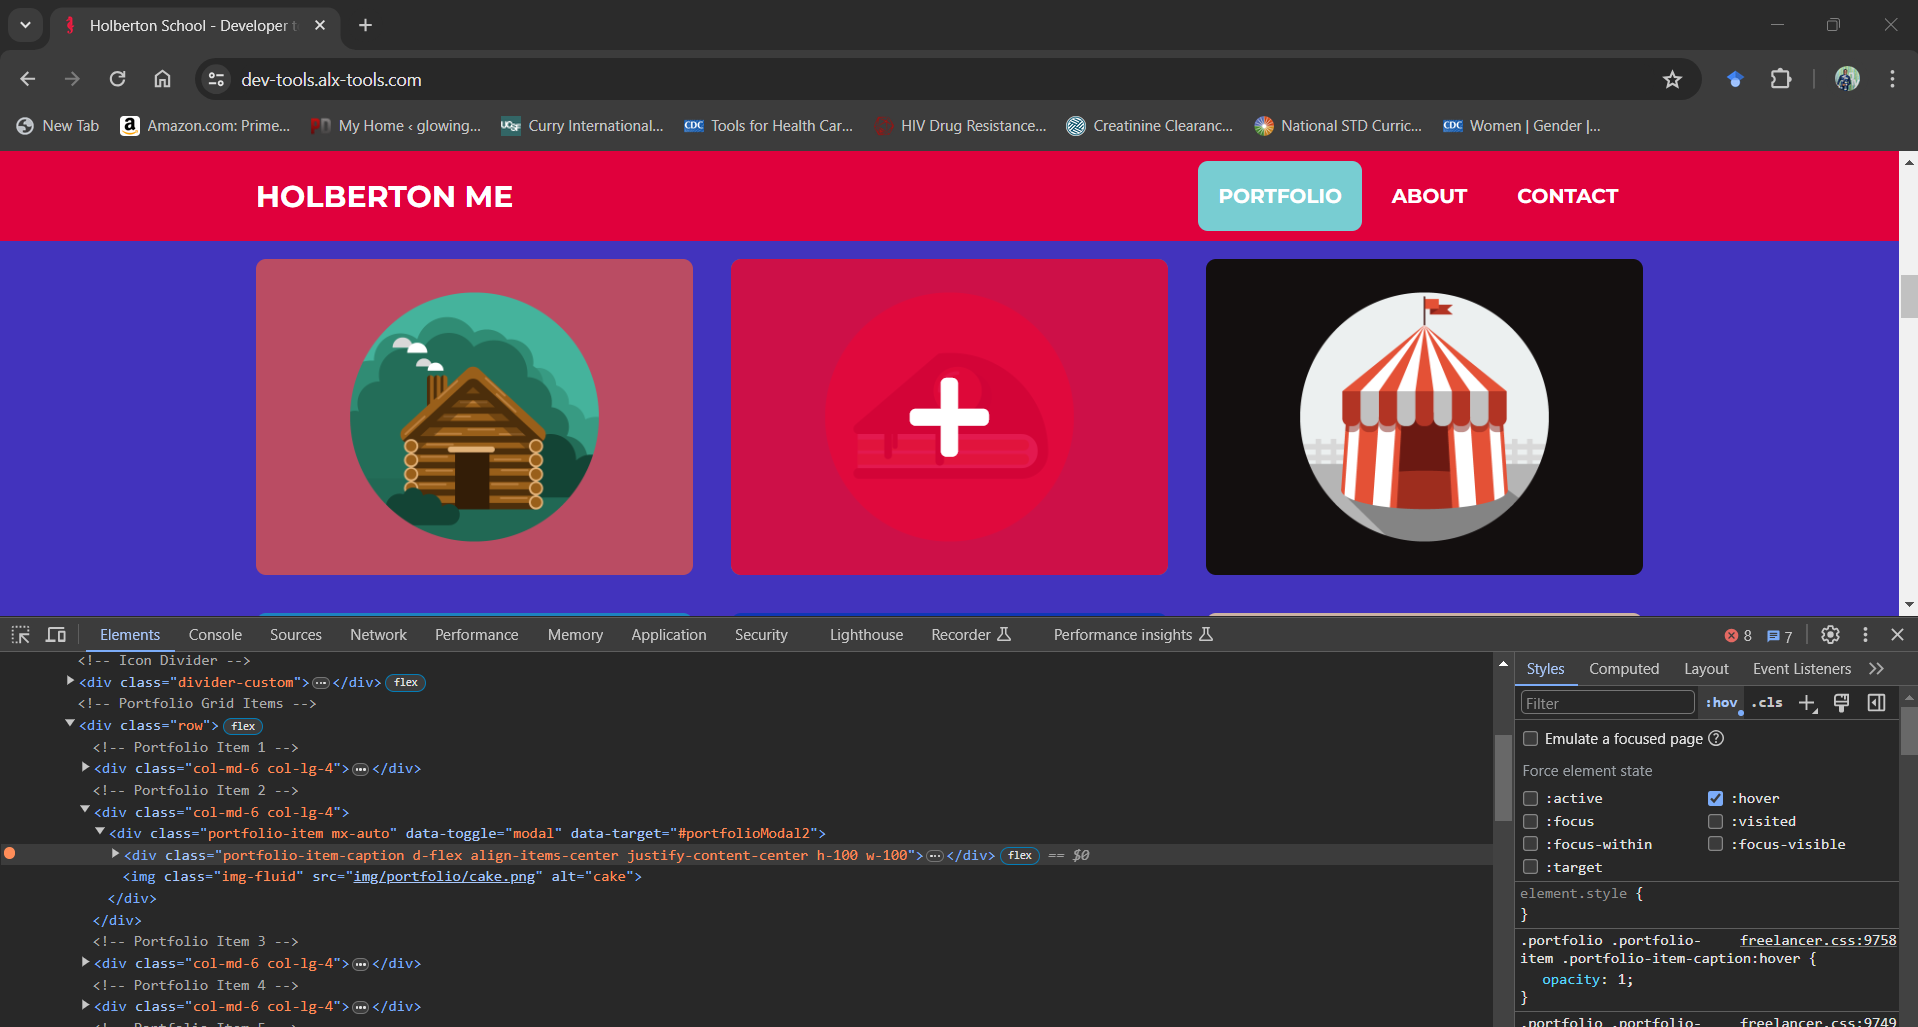 Holberton School - Developer t
dev-tools.alx-tools.com
New Tab
Amazon.com: Prime...
My Home ‹ glowing...
UCSF
Curry International...
CDC
Tools for Health Car...
HIV Drug Resistance...
Creatinine Clearanc...
National STD Curric...
CDC
Women | Gender |...
HOLBERTON ME
PORTFOLIO
ABOUT
CONTACT
Elements
Console
Sources
Network
Performance
Memory
Application
Security
Lighthouse
Recorder
Performance insights
8
7
<!-- Icon Divider -->
<div class="divider-custom">…</div> flex
<!-- Portfolio Grid Items -->
<div class="row"> flex
<!-- Portfolio Item 1 -->
<div class="col-md-6 col-lg-4">…</div>
<!-- Portfolio Item 2 -->
<div class="col-md-6 col-lg-4">
<div class="portfolio-item mx-auto" data-toggle="modal" data-target="#portfolioModal2">
<div class="portfolio-item-caption d-flex align-items-center justify-content-center h-100 w-100">…</div> flex == $0
<img class="img-fluid" src="img/portfolio/cake.png" alt="cake">
</div>
</div>
<!-- Portfolio Item 3 -->
<div class="col-md-6 col-lg-4">…</div>
<!-- Portfolio Item 4 -->
<div class="col-md-6 col-lg-4">…</div>
<!-- Portfolio Item 5 -->
Styles
Computed
Layout
Event Listeners
Filter
:hov
.cls
Emulate a focused page
Force element state
:active
:hover
:focus
:visited
:focus-within
:focus-visible
:target
element.style {
}
.portfolio .portfolio- freelancer.css:9758
item .portfolio-item-caption:hover {
opacity: 1;
}
.portfolio .portfolio- freelancer.css:9749